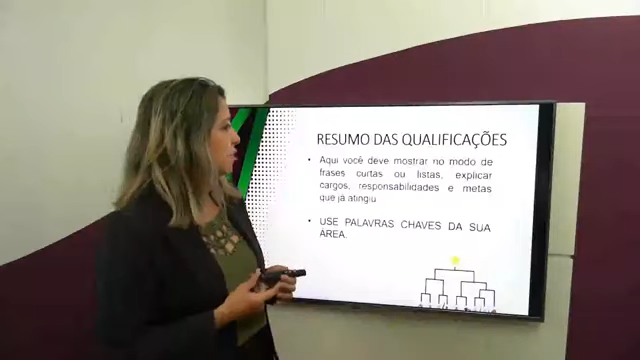 RESUMO DAS QUALIFICAÇÕES
• Aqui você deve mostrar no modo de
frases curtas ou listas, explicar
cargos, responsabilidades e metas
que já atingiu
• USE PALAVRAS CHAVES DA SUA
ÁREA.